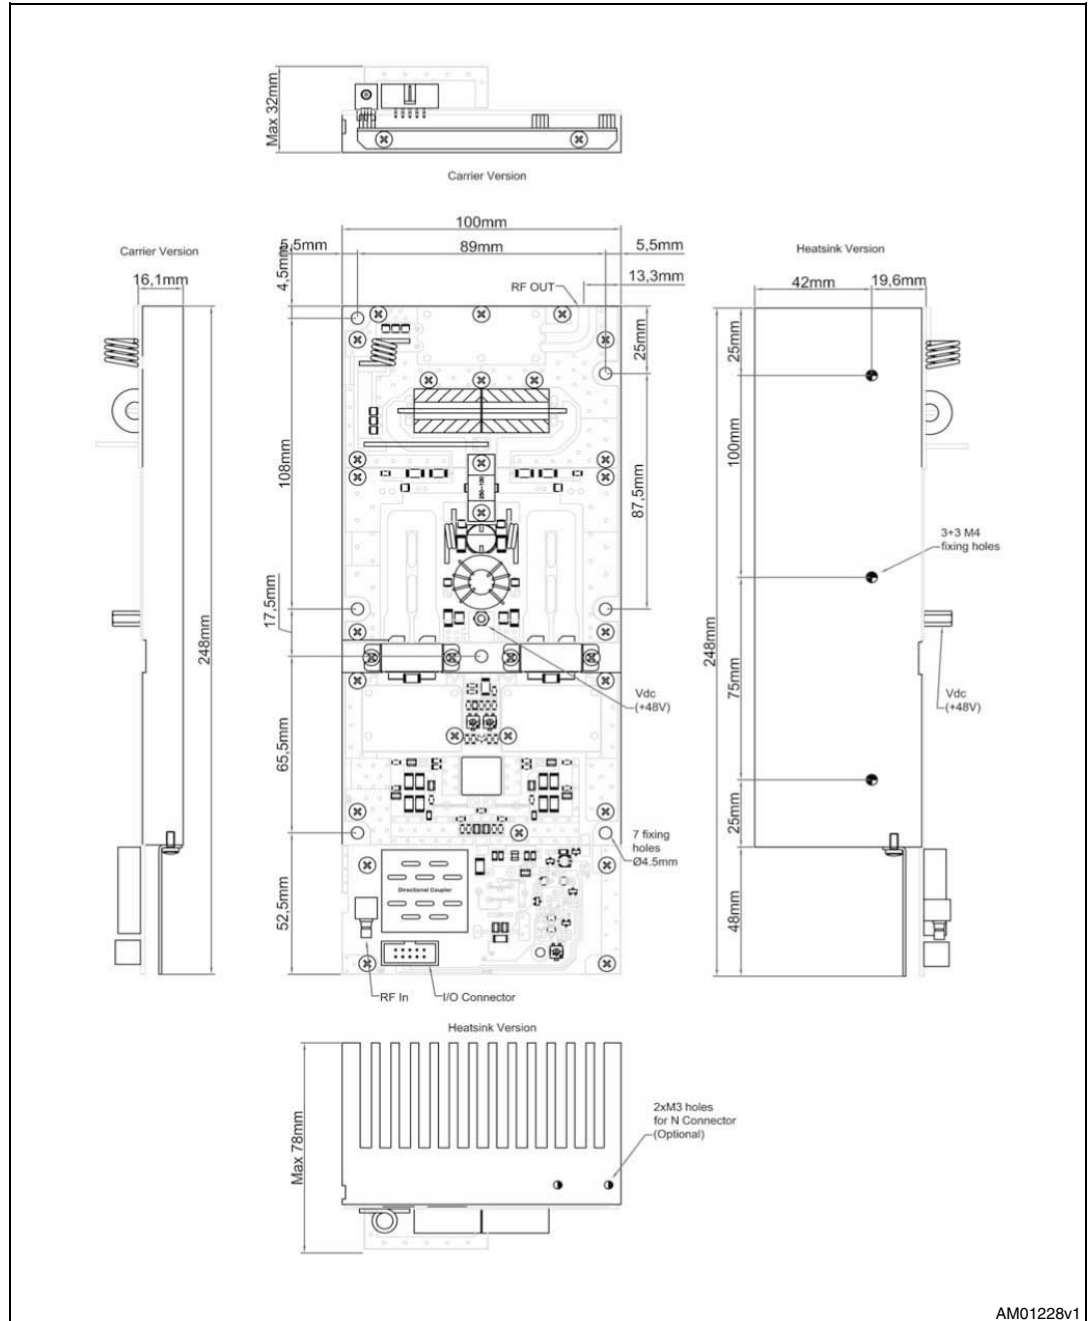 Max 32mm
Carrier Version
100mm
5,5mm
89mm
5,5mm
4,5mm
13,3mm
RF OUT
Carrier Version
16,1mm
248mm
Heatsink Version
42mm
19,6mm
25mm
100mm
3+3 M4
fixing holes
248mm
75mm
Vdc
(+48V)
25mm
48mm
25mm
108mm
87,5mm
250-100
17,5mm
Vdc
(+48V)
65,5mm
7 fixing
holes
Ø4.5mm
Directional Coupler
52,5mm
RF In
I/O Connector
Heatsink Version
Max 78mm
2xM3 holes
for N Connector
(Optional)
AM01228v1